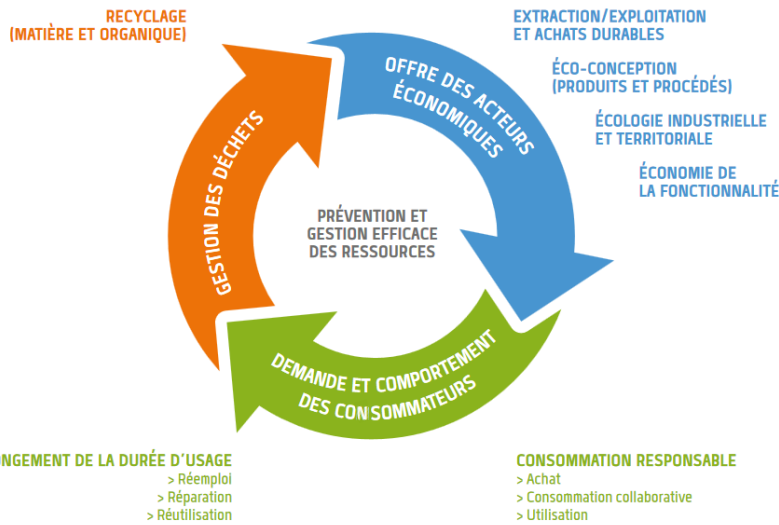 RECYCLAGE
(MATIÈRE ET ORGANIQUE)
EXTRACTION/EXPLOITATION
ET ACHATS DURABLES
ÉCO-CONCEPTION
(PRODUITS ET PROCÉDÉS)
ÉCOLOGIE INDUSTRIELLE
ET TERRITORIALE
ÉCONOMIE DE
LA FONCTIONNALITÉ
OFFRE DES ACTEURS
ÉCONOMIQUES
GESTION DES DÉCHETS
PRÉVENTION ET
GESTION EFFICACE
DES RESSOURCES
DEMANDE ET COMPORTEMENT
DES CONSOMMATEURS
ONGEMENT DE LA DURÉE D'USAGE
> Réemploi
> Réparation
> Réutilisation
CONSOMMATION RESPONSABLE
> Achat
> Consommation collaborative
> Utilisation